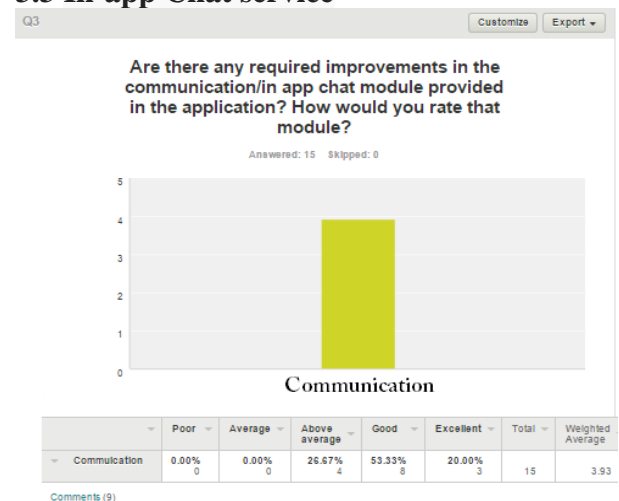 3.3 In-app Chat service
Q3
Customize
Export
Are there any required improvements in the
communication/in app chat module provided
in the application? How would you rate that
module?
Answered: 15 Skipped: 0
5
4
3
2
1
0
Communication
Poor Average Above average Good Excellent Total Weighted Average
Commuication 0.00% 0 0.00% 0 26.67% 4 53.33% 8 20.00% 3 15 3.93
Comments (9)